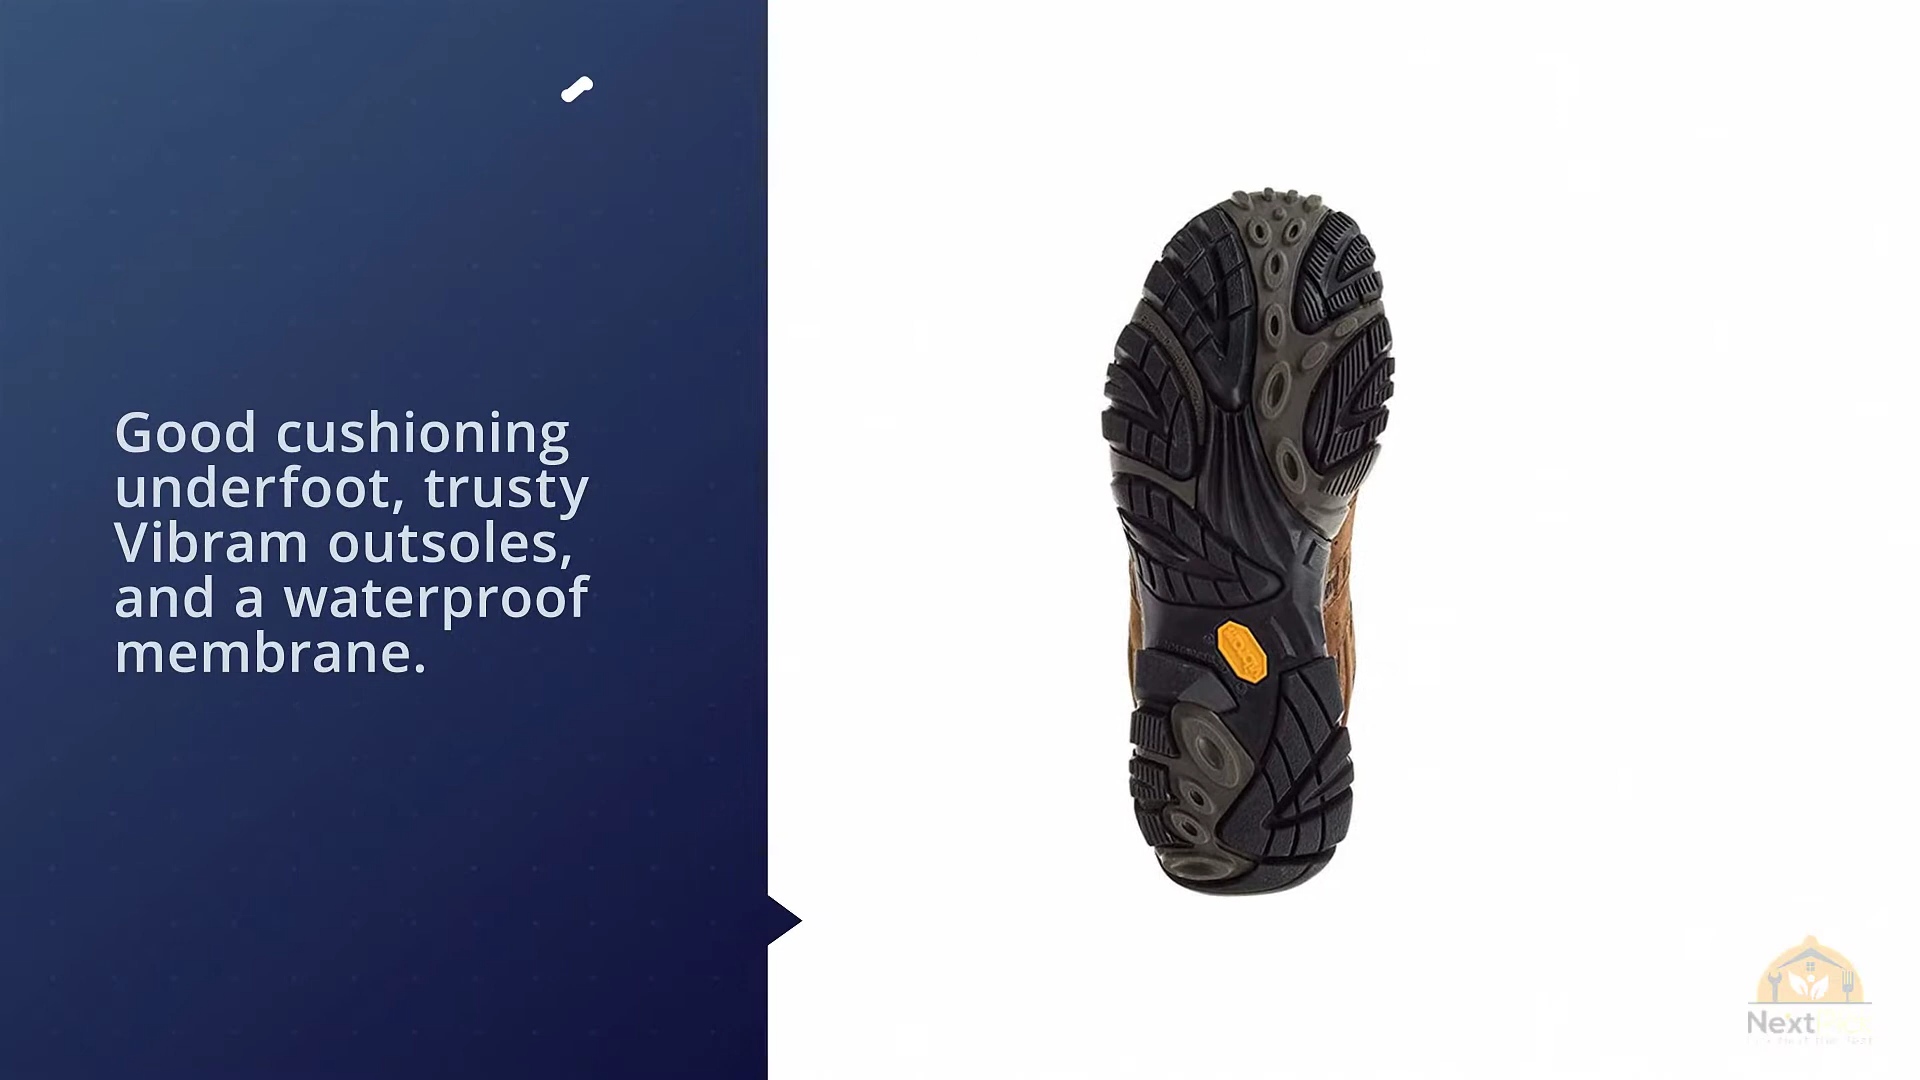 Good cushioning
underfoot, trusty
Vibram outsoles,
and a waterproof
membrane.
Next